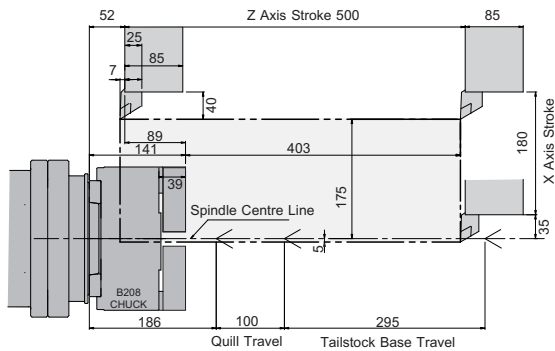 52
Z Axis Stroke 500
85
25
85
7
40
89
141
403
39
175
180
X Axis Stroke
Spindle Centre Line
35
5
B208
CHUCK
186
100
295
Quill Travel
Tailstock Base Travel